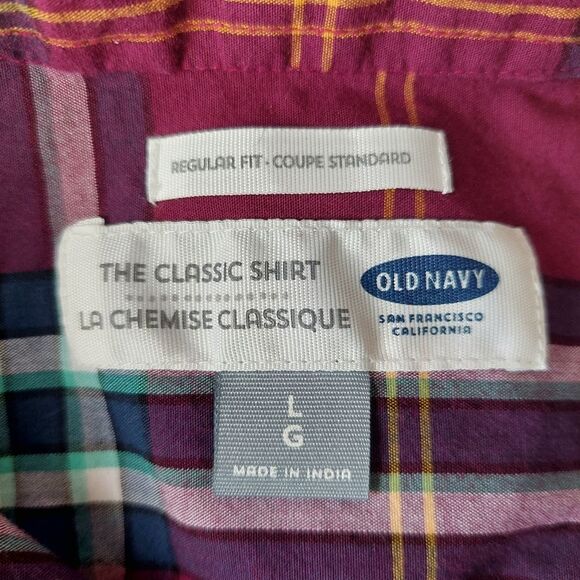 REGULAR FIT • COUPE STANDARD
THE CLASSIC SHIRT
LA CHEMISE CLASSIQUE
OLD NAVY
SAN FRANCISCO
CALIFORNIA
L
G
MADE IN INDIA